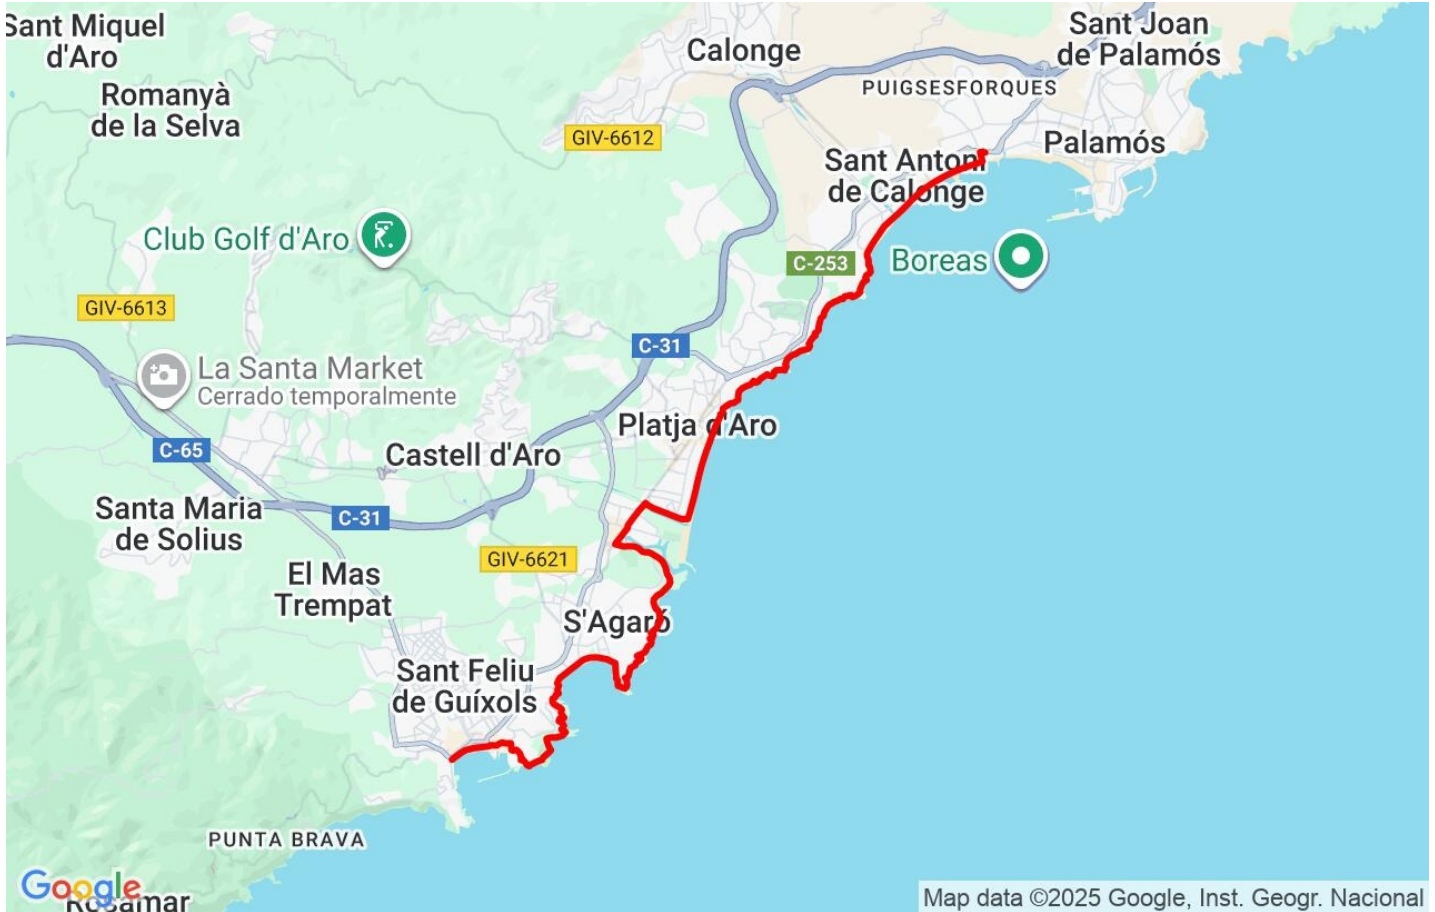 Sant Miquel
d'Aro
Romanyà
de la Selva
Calonge
Sant Joan
de Palamós
PUIGSESFORQUES
GIV-6612
Palamós
Sant Antoni
de Calonge
Club Golf d'Aro
C-253
Boreas
GIV-6613
C-31
La Santa Market
Cerrado temporalmente
Platja d'Aro
C-65
Castell d'Aro
Santa Maria
de Solius
C-31
GIV-6621
El Mas
Trempat
S'Agaró
Sant Feliu
de Guíxols
PUNTA BRAVA
Google
Rosamar
Map data ©2025 Google, Inst. Geogr. Nacional